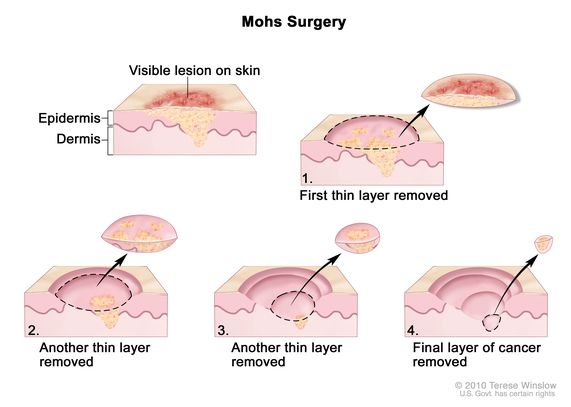 Mohs Surgery
Visible lesion on skin
Epidermis
Dermis
1.
First thin layer removed
2.
Another thin layer
removed
3.
Another thin layer
removed
4.
Final layer of cancer
removed
© 2010 Terese Winslow
U.S. Govt. has certain rights